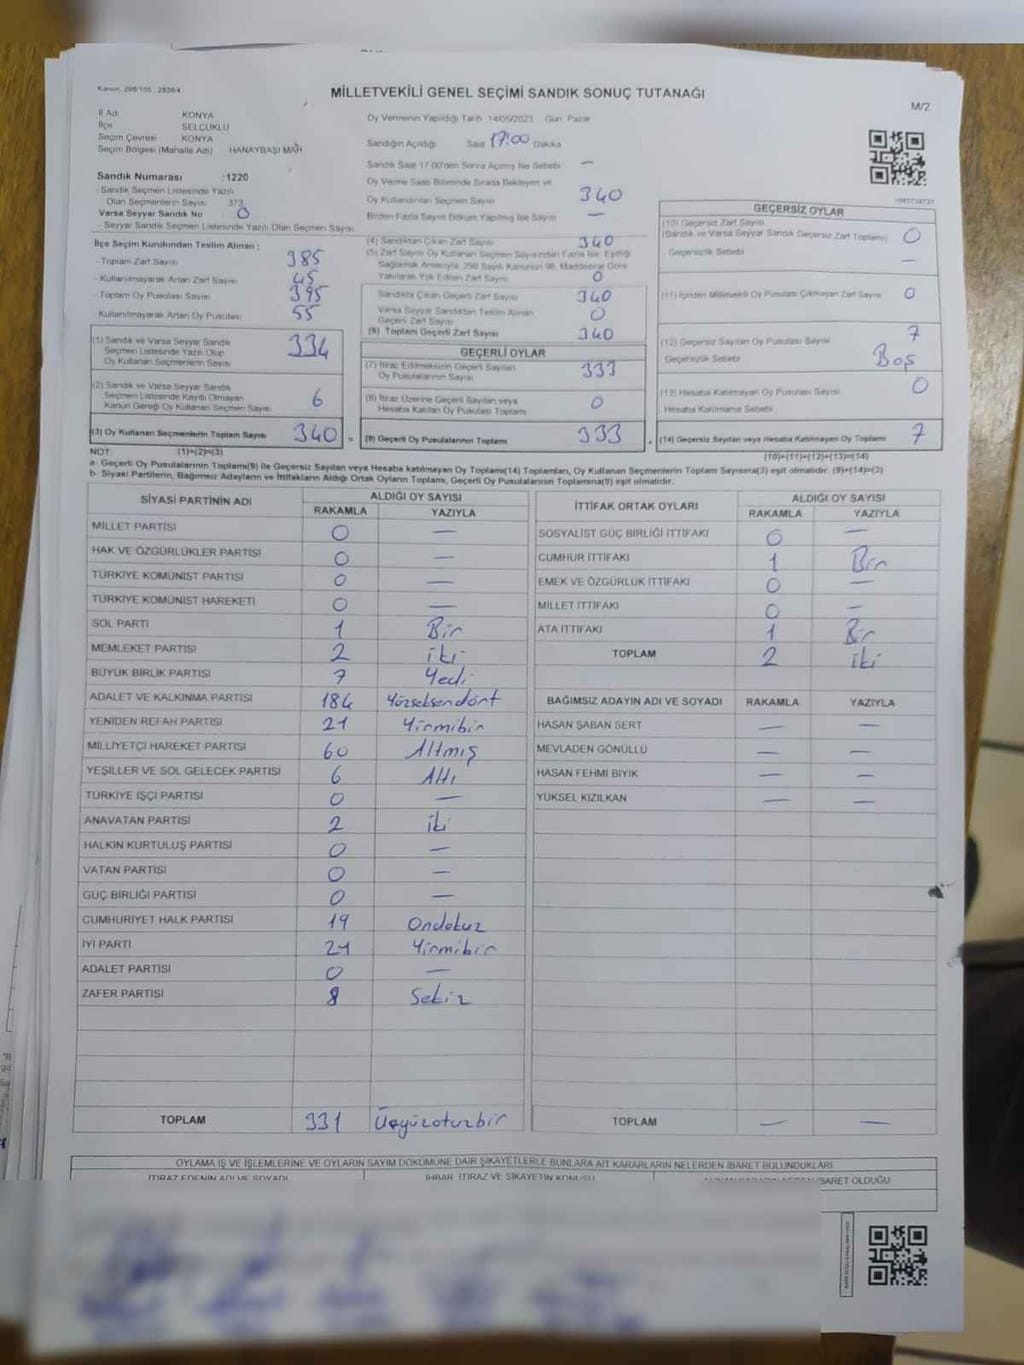 Kanun, 298/105 , 2839/4
MİLLETVEKİLİ GENEL SEÇİMİ SANDIK SONUÇ TUTANAĞI
M/2
İl Adı KONYA
İlçe SELÇUKLU
Seçim Çevresi KONYA
Seçim Bölgesi (Mahalle Adı) HANAYBAŞI MAH
Sandık Numarası :1220
- Sandık Seçmen Listesinde Yazılı
Olan Seçmenlerin Sayısı 373
Varsa Seyyar Sandık No 0
- Seyyar Sandık Seçmen Listesinde Yazılı Olan Seçmen Sayısı
İlçe Seçim Kurulundan Teslim Alınan ;
- Toplam Zarf Sayısı 385
- Kullanılmayarak Artan Zarf Sayısı 45
- Toplam Oy Pusulası Sayısı 395
Kullanılmayarak Artan Oy Pusulası 55
(1) Sandık ve Varsa Seyyar Sandık
Seçmen Listesinde Yazılı Olup
Oy Kullanan Seçmenlerin Sayısı 334
(2) Sandık ve Varsa Seyyar Sandık
Seçmen Listesinde Kayıtlı Olmayan
Kanun Gereği Oy Kullanan Seçmen Sayısı 6
(3) Oy Kullanan Seçmenlerin Toplam Sayısı 340 =
Oy Vermenin Yapıldığı Tarih :14/05/2023 Gün: Pazar
Sandığın Açıldığı Saat 17:00 Dakika
Sandık Saat 17.00'den Sonra Açılmış İse Sebebi —
Oy Verme Saati Bitiminde Sırada Bekleyen ve
Oy Kullandırılan Seçmen Sayısı 340
Birden Fazla Sayım Döküm Yapılmış İse Sayısı —
(4) Sandıktan Çıkan Zarf Sayısı 340
(5) Zarf Sayısı Oy Kullanan Seçmen Sayısından Fazla İse, Eşitliği
Sağlamak Amacıyla, 298 Sayılı Kanunun 98. Maddesine Göre
Yakılarak Yok Edilen Zarf Sayısı 0
Sandıkta Çıkan Geçerli Zarf Sayısı 340
Varsa Seyyar Sandıktan Teslim Alınan
Geçerli Zarf Sayısı 0
(6) Toplam Geçerli Zarf Sayısı 340
GEÇERLİ OYLAR
(7) İtiraz Edilmeksizin Geçerli Sayılan
Oy Pusulalarının Sayısı 333
(8) İtiraz Üzerine Geçerli Sayılan veya
Hesaba Katılan Oy Pusulası Toplamı 0
(9) Geçerli Oy Pusulalarının Toplamı 333 +
GEÇERSİZ OYLAR
(10) Geçersiz Zarf Sayısı
(Sandık ve Varsa Seyyar Sandık Geçersiz Zarf Toplamı) 0
Geçersizlik Sebebi —
(11) İçinden Milletvekili Oy Pusulası Çıkmayan Zarf Sayısı 0
(12) Geçersiz Sayılan Oy Pusulası Sayısı 7
Geçersizlik Sebebi Boş
(13) Hesaba Katılmayan Oy Pusulası Sayısı 0
Hesaba Katılmama Sebebi
(14) Geçersiz Sayılan veya Hesaba Katılmayan Oy Toplamı 7
NOT: (1)+(2)=(3) (10)+(11)+(12)+(13)=(14)
a- Geçerli Oy Pusulalarının Toplamı(9) ile Geçersiz Sayılan veya Hesaba katılmayan Oy Toplamı(14) Toplamları, Oy Kullanan Seçmenlerin Toplam Sayısına(3) eşit olmalıdır. (9)+(14)=(3)
b- Siyasi Partilerin, Bağımsız Adayların ve İttifakların Aldığı Ortak Oyların Toplamı, Geçerli Oy Pusulalarının Toplamına(9) eşit olmalıdır.
SİYASİ PARTİNİN ADI ALDIĞI OY SAYISI
RAKAMLA YAZIYLA
MİLLET PARTİSİ 0 —
HAK VE ÖZGÜRLÜKLER PARTİSİ 0 —
TÜRKİYE KOMÜNİST PARTİSİ 0 —
TÜRKİYE KOMÜNİST HAREKETİ 0 —
SOL PARTİ 1 Bir
MEMLEKET PARTİSİ 2 iki
BÜYÜK BİRLİK PARTİSİ 7 Yedi
ADALET VE KALKINMA PARTİSİ 184 Yüzseksendört
YENİDEN REFAH PARTİSİ 21 Yirmibir
MİLLİYETÇİ HAREKET PARTİSİ 60 Altmış
YEŞİLLER VE SOL GELECEK PARTİSİ 6 Altı
TÜRKİYE İŞÇİ PARTİSİ 0 —
ANAVATAN PARTİSİ 2 iki
HALKIN KURTULUŞ PARTİSİ 0 —
VATAN PARTİSİ 0 —
GÜÇ BİRLİĞİ PARTİSİ 0 —
CUMHURİYET HALK PARTİSİ 19 Ondokuz
İYİ PARTİ 21 Yirmibir
ADALET PARTİSİ 0 —
ZAFER PARTİSİ 8 Sekiz
TOPLAM 331 Üçyüzotuzbir
İTTİFAK ORTAK OYLARI ALDIĞI OY SAYISI
RAKAMLA YAZIYLA
SOSYALİST GÜÇ BİRLİĞİ İTTİFAKI 0 —
CUMHUR İTTİFAKI 1 Bir
EMEK VE ÖZGÜRLÜK İTTİFAKI 0 —
MİLLET İTTİFAKI 0 —
ATA İTTİFAKI 1 Bir
TOPLAM 2 iki
BAĞIMSIZ ADAYIN ADI VE SOYADI RAKAMLA YAZIYLA
HASAN ŞABAN SERT — —
MEVLADEN GÖNÜLLÜ — —
HASAN FEHMİ BIYIK — —
YÜKSEL KIZILKAN — —
TOPLAM — —
OYLAMA İŞ VE İŞLEMLERİNE VE OYLARIN SAYIM DÖKÜMÜNE DAİR ŞİKAYETLERLE BUNLARA AİT KARARLARIN NELERDEN İBARET BULUNDUKLARI
İTİRAZ EDENİN ADI VE SOYADI İHBAR, İTİRAZ VE ŞİKAYETİN KONUSU İBARET OLDUĞU